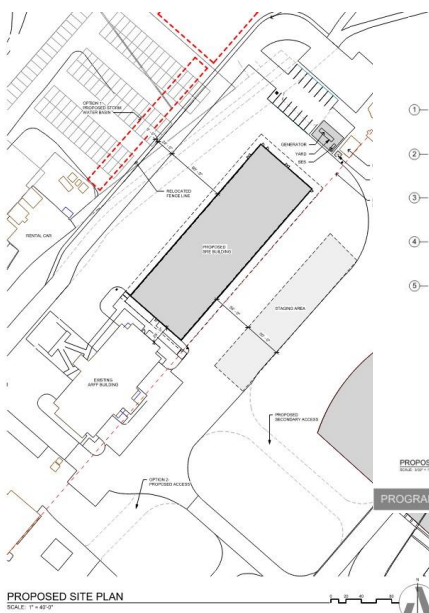 OPTION 1:
PROPOSED STORM
WATER BASIN
GENERATOR
YARD
SES
RELOCATED
FENCE LINE
RENTAL CAR
PROPOSED
SRE BUILDING
STAGING AREA
EXISTING
ARFF BUILDING
PROPOSED
SECONDARY ACCESS
OPTION 2:
PROPOSED ACCESS
1
2
3
4
5
PROPOS
PROGRA
PROPOSED SITE PLAN
SCALE: 1" = 40'-0"
N